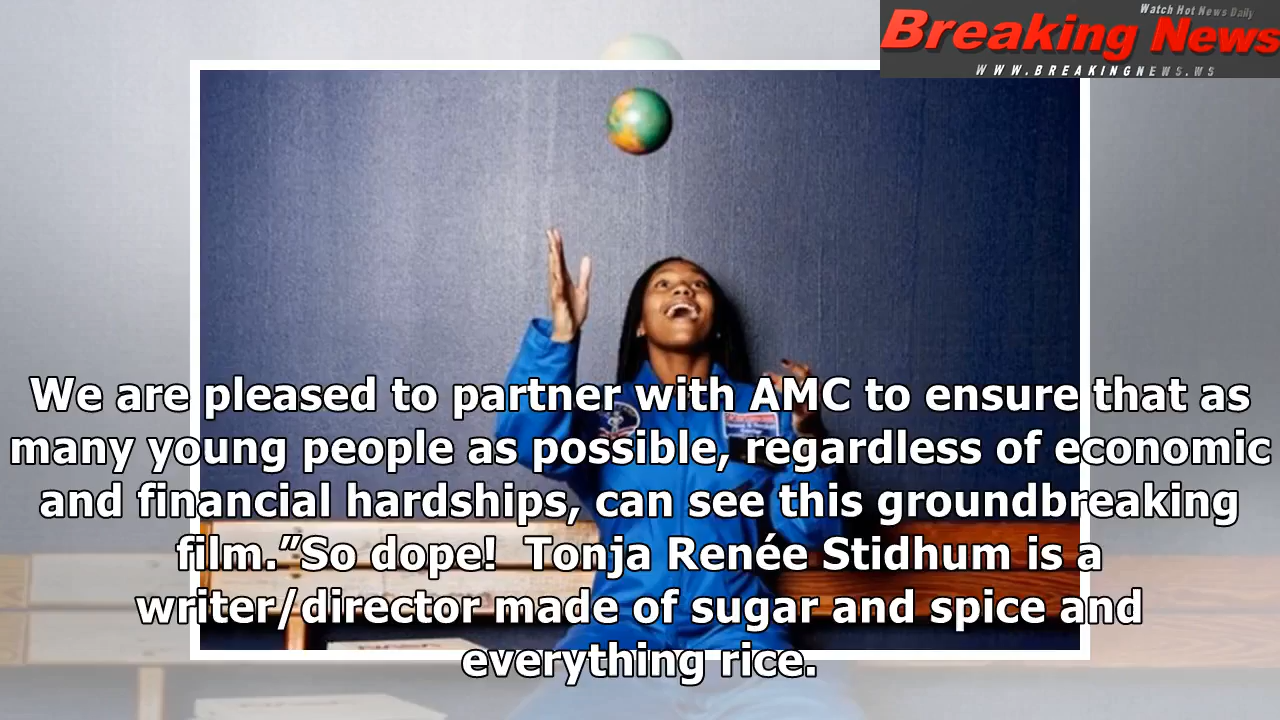 Watch Hot News Daily
Breaking News
WWW.BREAKINGNEWS.WS
We are pleased to partner with AMC to ensure that as
many young people as possible, regardless of economic
and financial hardships, can see this groundbreaking
film.”So dope!  Tonja Renée Stidhum is a
writer/director made of sugar and spice and
everything rice.